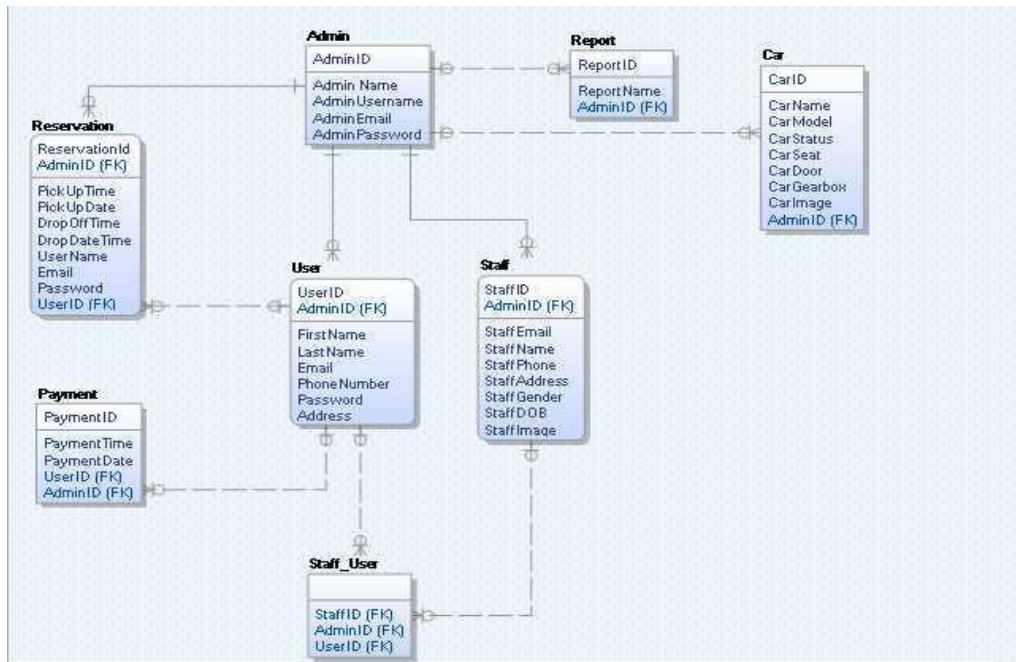 Admin
AdminID
Admin Name
AdminUsername
AdminEmail
AdminPassword
Report
ReportID
ReportName
AdminID (FK)
Car
CarID
CarName
CarModel
CarStatus
CarSeat
CarDoor
CarGearbox
CarImage
AdminID (FK)
Reservation
ReservationId
AdminID (FK)
PickUpTime
PickUpDate
DropOffTime
DropDateTime
UserName
Email
Password
UserID (FK)
User
UserID
AdminID (FK)
FirstName
LastName
Email
PhoneNumber
Password
Address
Staff
StaffID
AdminID (FK)
StaffEmail
StaffName
StaffPhone
StaffAddress
StaffGender
StaffDOB
StaffImage
Payment
PaymentID
PaymentTime
PaymentDate
UserID (FK)
AdminID (FK)
Staff_User
StaffID (FK)
AdminID (FK)
UserID (FK)